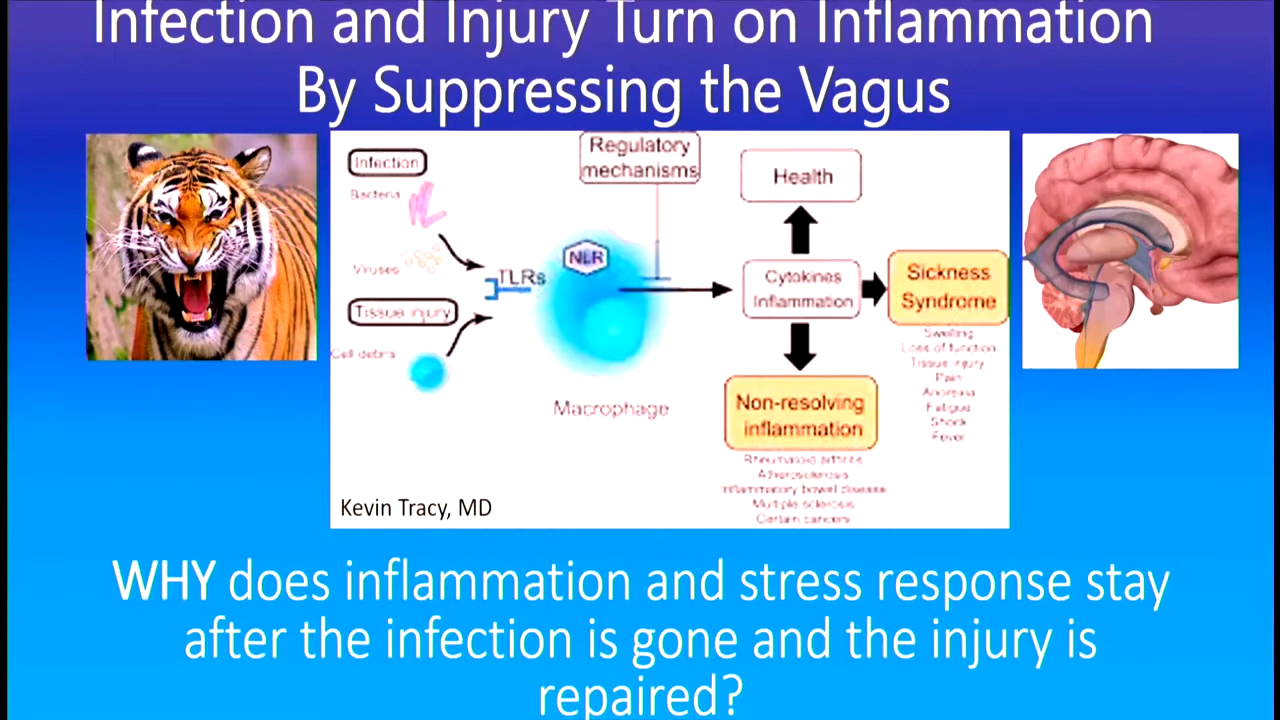 Infection and Injury Turn on Inflammation
By Suppressing the Vagus
Infection
Bacteria
Viruses
Tissue injury
Cell debris
TLRs
NLR
Macrophage
Regulatory
mechanisms
Health
Cytokines
Inflammation
Sickness
Syndrome
Swelling
Loss of function
Tissue injury
Pain
Anorexia
Fatigue
Shock
Fever
Non-resolving
inflammation
Rheumatoid arthritis
Atherosclerosis
Inflammatory bowel disease
Multiple sclerosis
Certain cancers
Kevin Tracy, MD
WHY does inflammation and stress response stay
after the infection is gone and the injury is
repaired?